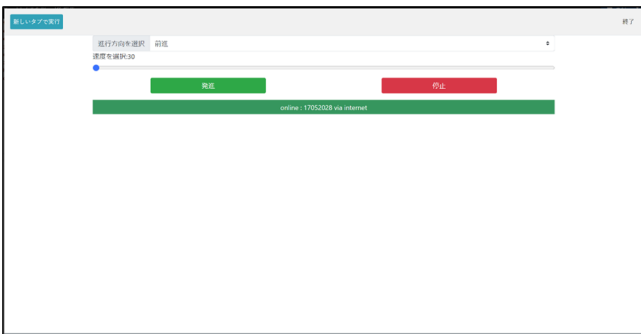 新しいタブで実行
終了
進行方向を選択 前進
速度を選択:30
発進 停止
online : 17052028 via internet